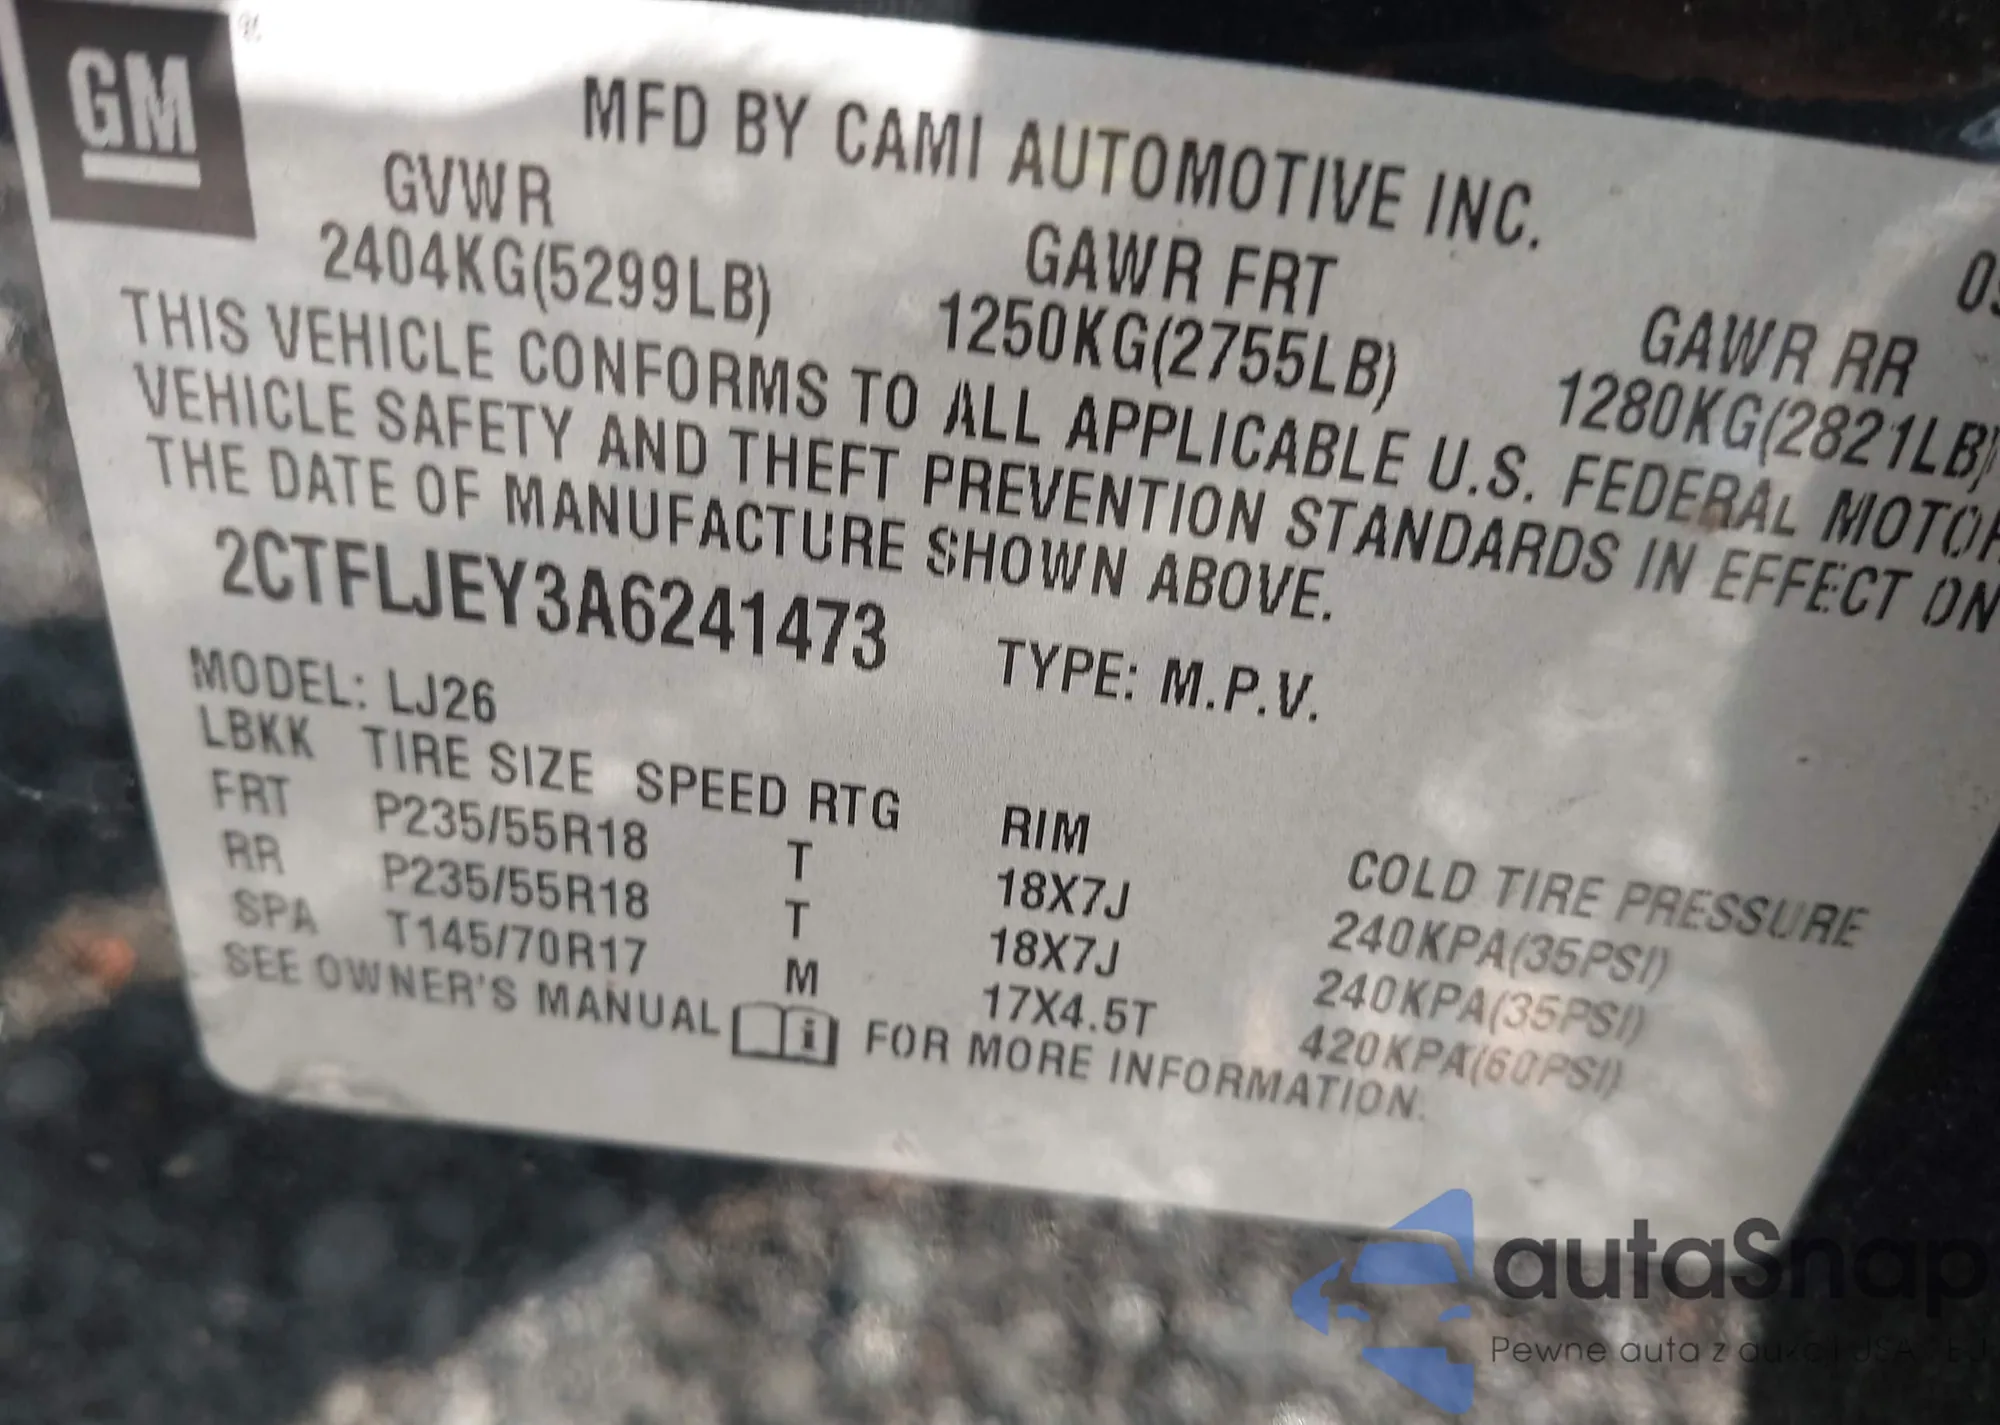 GM
MFD BY CAMI AUTOMOTIVE INC.
GVWR GAWR FRT GAWR RR
2404KG(5299LB) 1250KG(2755LB) 1280KG(2821LB)
THIS VEHICLE CONFORMS TO ALL APPLICABLE U.S. FEDERAL MOTOR
VEHICLE SAFETY AND THEFT PREVENTION STANDARDS IN EFFECT ON
THE DATE OF MANUFACTURE SHOWN ABOVE.
2CTFLJEY3A6241473 TYPE: M.P.V.
MODEL: LJ26
LBKK TIRE SIZE SPEED RTG RIM COLD TIRE PRESSURE
FRT P235/55R18 T 18X7J 240KPA(35PSI)
RR P235/55R18 T 18X7J 240KPA(35PSI)
SPA T145/70R17 M 17X4.5T 420KPA(60PSI)
SEE OWNER'S MANUAL i FOR MORE INFORMATION.
autaSnap
Pewne auta z aukcji USA